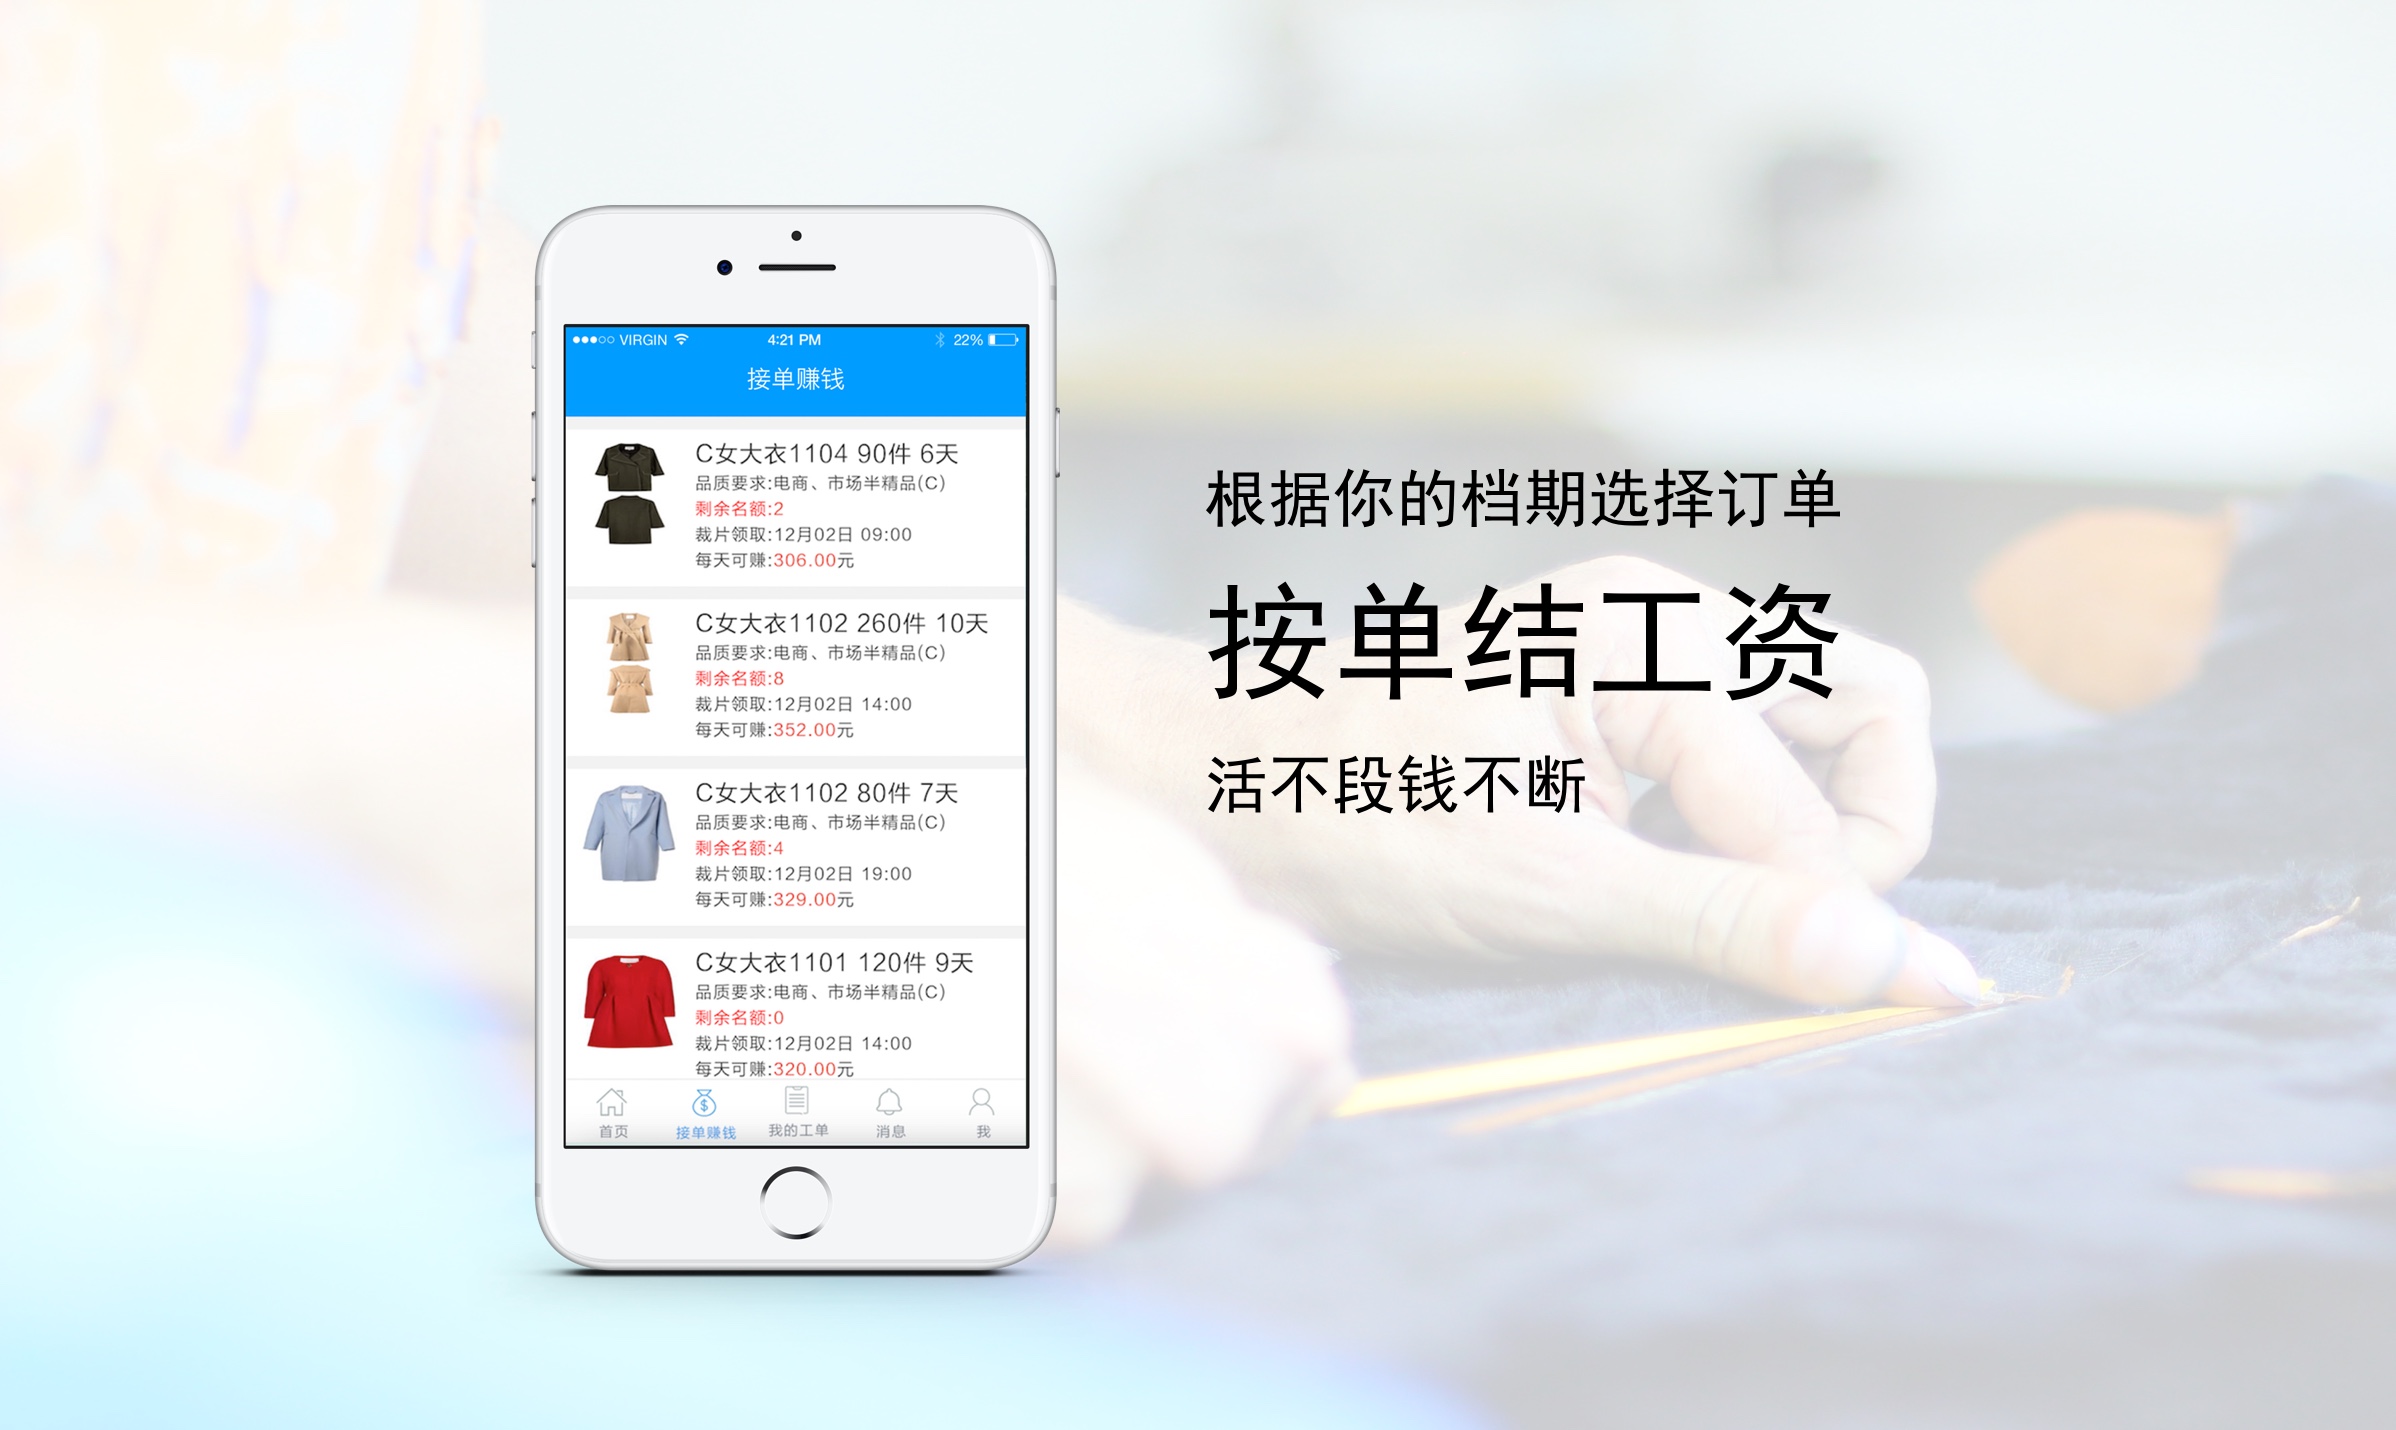 VIRGIN 4:21 PM 22%
接单赚钱
C女大衣1104 90件 6天
品质要求:电商、市场半精品(C)
剩余名额:2
裁片领取:12月02日 09:00
每天可赚:306.00元
C女大衣1102 260件 10天
品质要求:电商、市场半精品(C)
剩余名额:8
裁片领取:12月02日 14:00
每天可赚:352.00元
C女大衣1102 80件 7天
品质要求:电商、市场半精品(C)
剩余名额:4
裁片领取:12月02日 19:00
每天可赚:329.00元
C女大衣1101 120件 9天
品质要求:电商、市场半精品(C)
剩余名额:0
裁片领取:12月02日 14:00
每天可赚:320.00元
首页 接单赚钱 我的工单 消息 我
根据你的档期选择订单
按单结工资
活不段钱不断